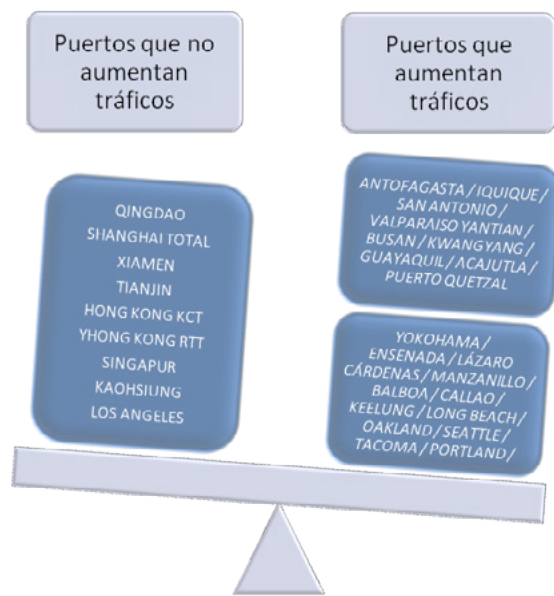 Puertos que no
aumentan
tráficos
Puertos que
aumentan
tráficos
QINGDAO
SHANGHAI TOTAL
XIAMEN
TIANJIN
HONG KONG KCT
YHONG KONG RTT
SINGAPUR
KAOHSIUNG
LOS ANGELES
ANTOFAGASTA / IQUIQUE /
SAN ANTONIO /
VALPARAISO YANTIAN /
BUSAN / KWANGYANG /
GUAYAQUIL / ACAJUTLA /
PUERTO QUETZAL
YOKOHAMA /
ENSENADA / LÁZARO
CÁRDENAS / MANZANILLO /
BALBOA / CALLAO /
KEELUNG / LONG BEACH /
OAKLAND / SEATTLE /
TACOMA / PORTLAND /